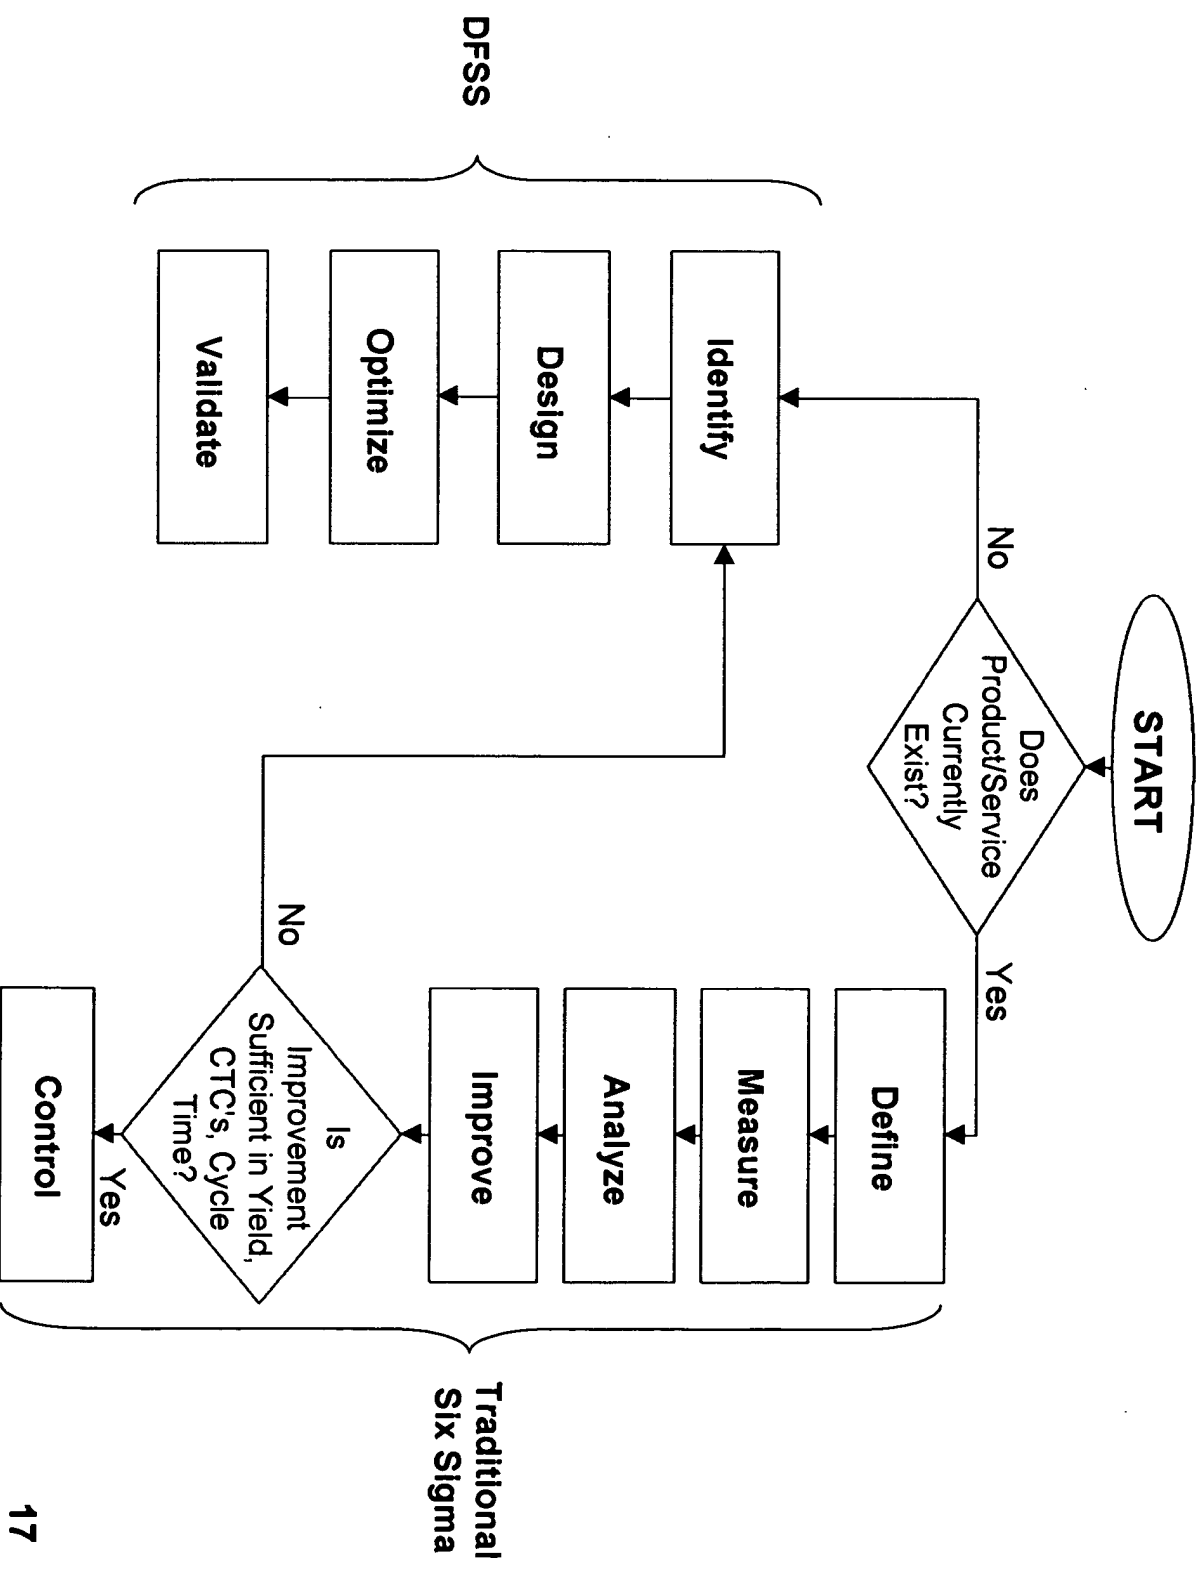 START
Does
Product/Service
Currently
Exist?
No
Yes
DFSS
Identify
Design
Optimize
Validate
Define
Measure
Analyze
Improve
Is
Improvement
Sufficient in Yield,
CTC's, Cycle
Time?
No
Yes
Control
Traditional
Six Sigma
17